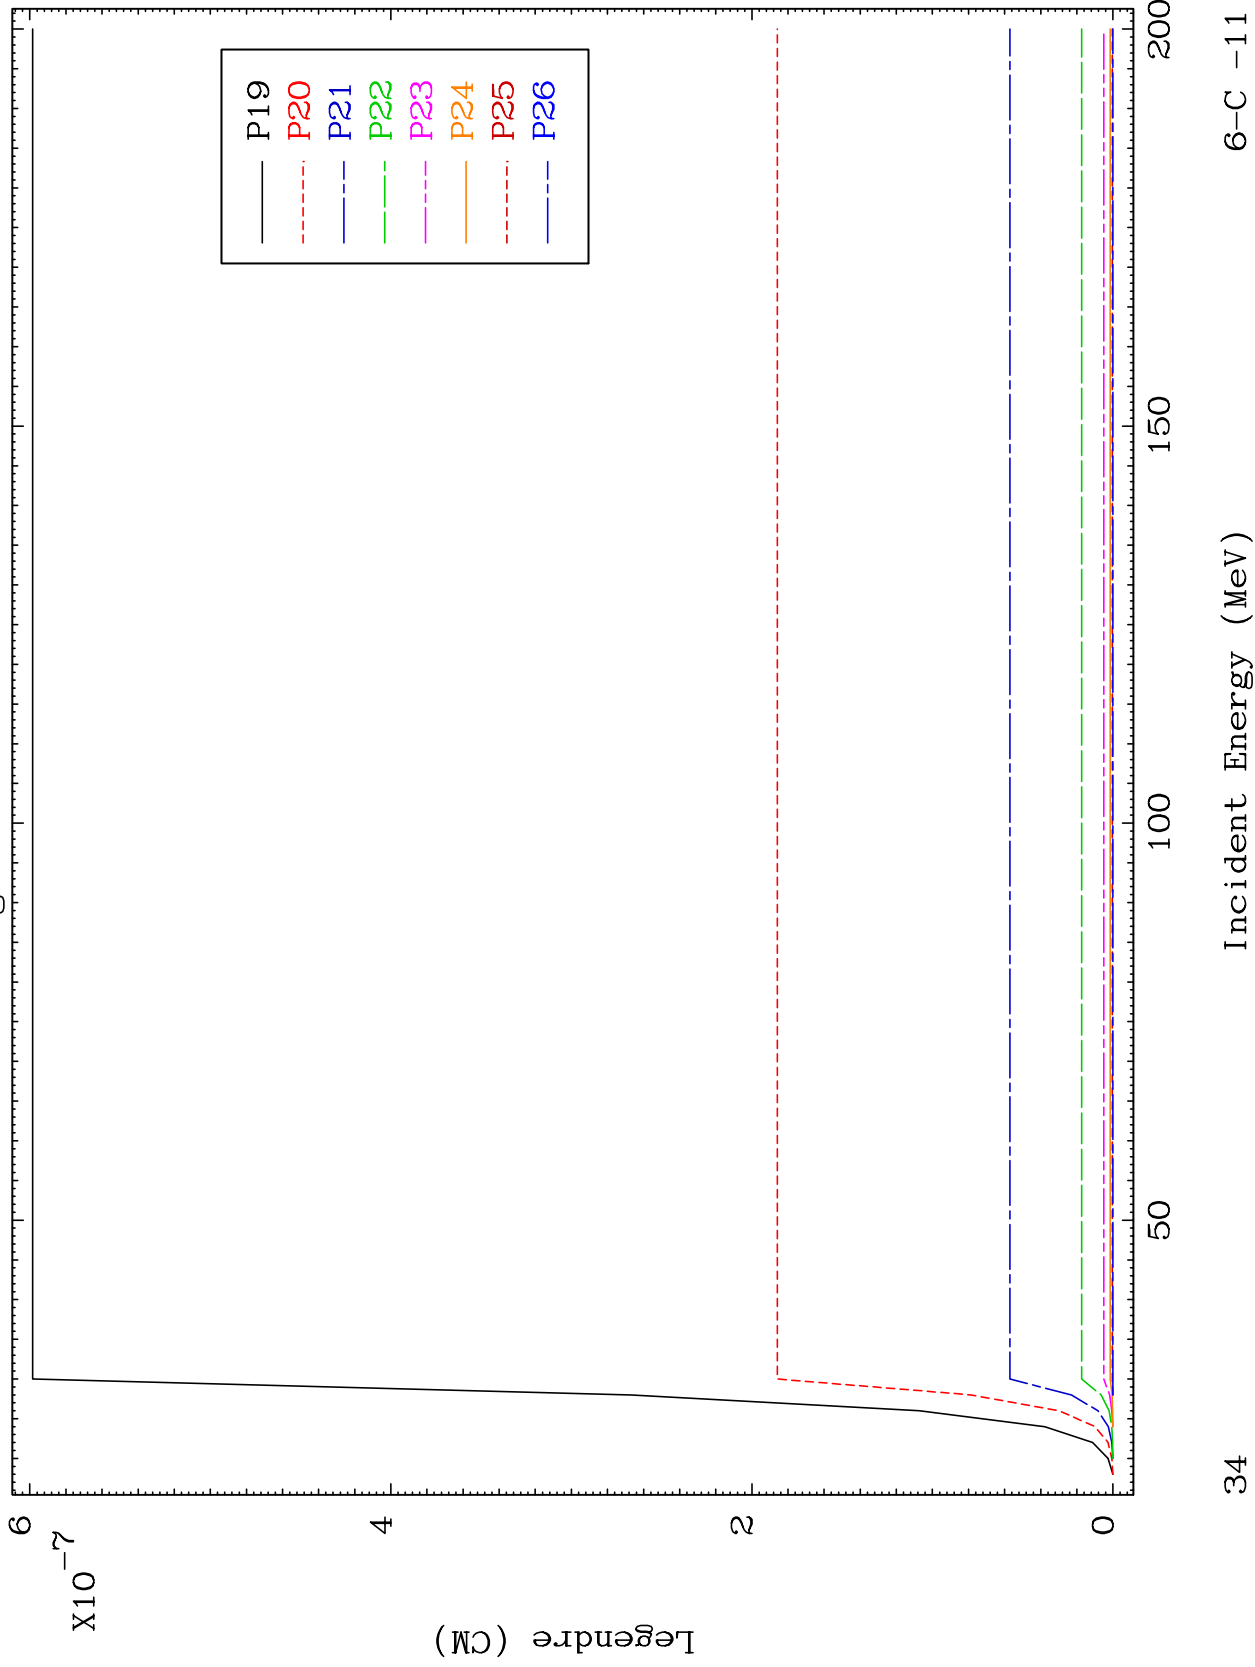 6
4
2
0
X10-7
Legendre (CM)
P19
P20
P21
P22
P23
P24
P25
P26
50
100
150
200
Incident Energy (MeV)
34
6-C -11